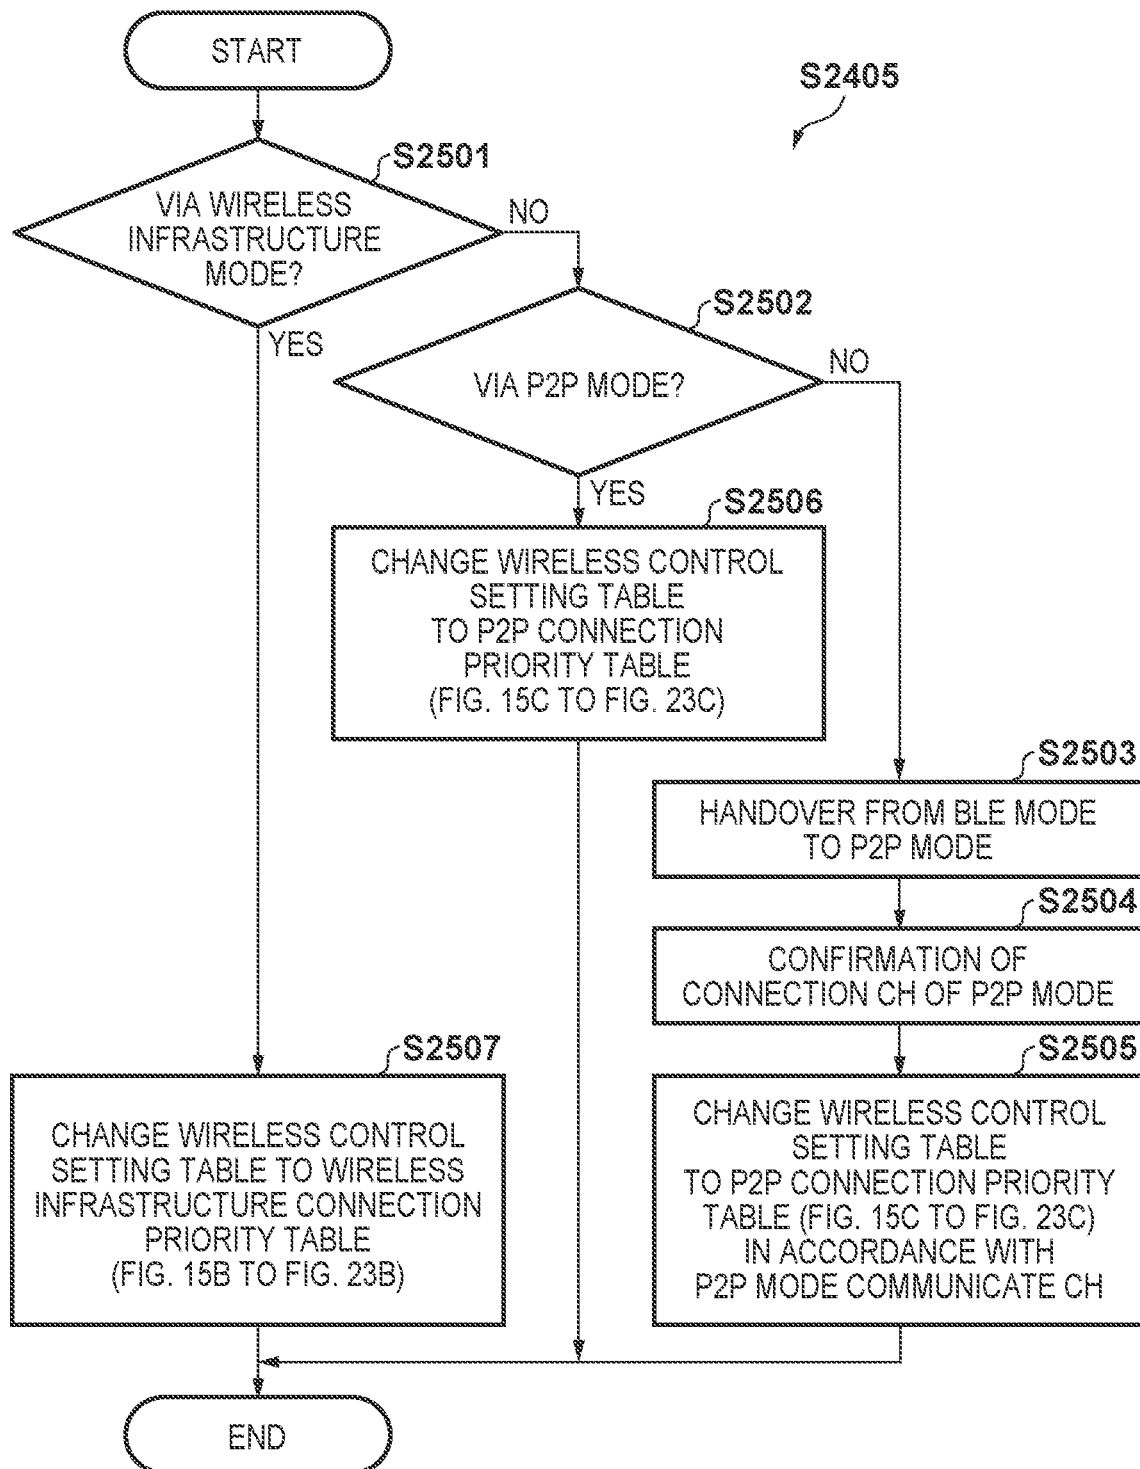 START
S2405
S2501
VIA WIRELESS
INFRASTRUCTURE
MODE?
NO
YES
S2502
VIA P2P MODE?
NO
YES
S2506
CHANGE WIRELESS CONTROL
SETTING TABLE
TO P2P CONNECTION
PRIORITY TABLE
(FIG. 15C TO FIG. 23C)
S2503
HANDOVER FROM BLE MODE
TO P2P MODE
S2504
CONFIRMATION OF
CONNECTION CH OF P2P MODE
S2507
CHANGE WIRELESS CONTROL
SETTING TABLE TO WIRELESS
INFRASTRUCTURE CONNECTION
PRIORITY TABLE
(FIG. 15B TO FIG. 23B)
S2505
CHANGE WIRELESS CONTROL
SETTING TABLE
TO P2P CONNECTION PRIORITY
TABLE (FIG. 15C TO FIG. 23C)
IN ACCORDANCE WITH
P2P MODE COMMUNICATE CH
END